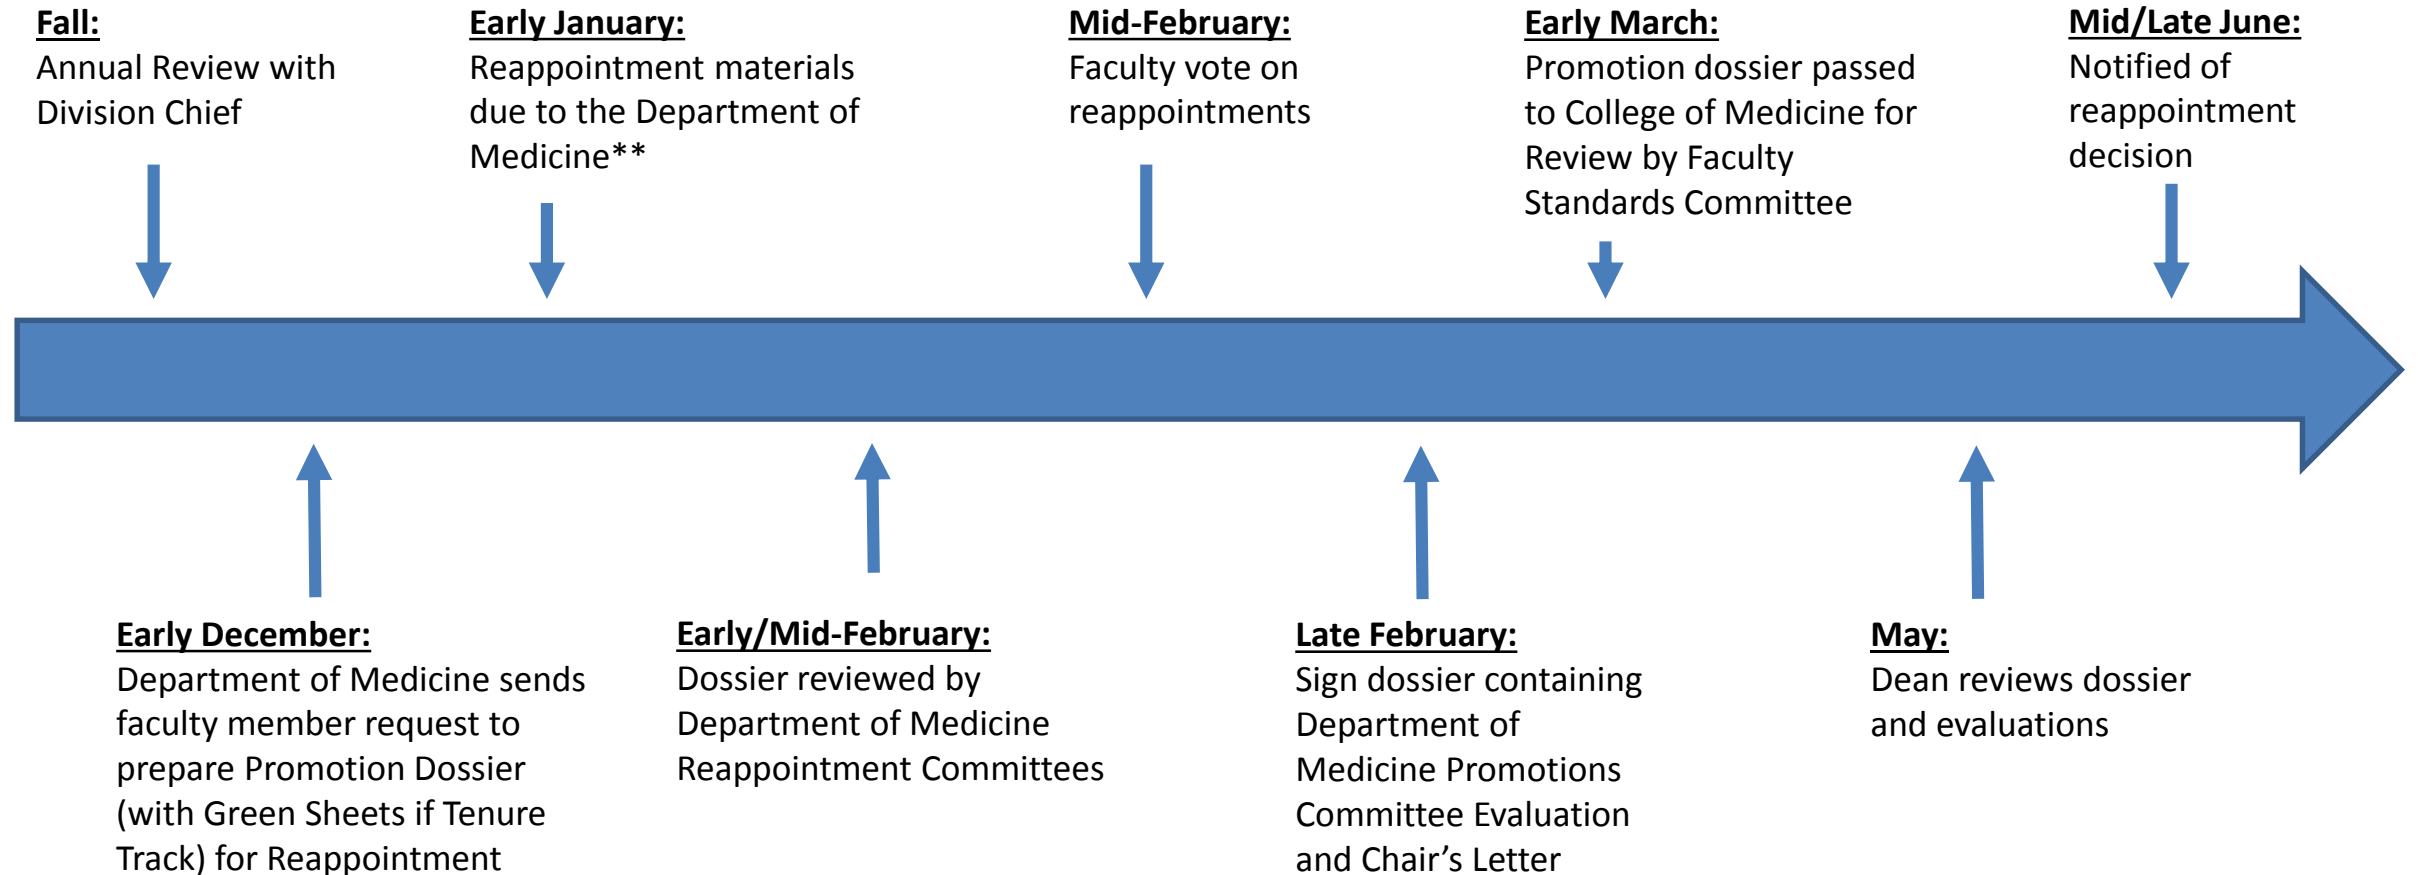 Fall:
Annual Review with
Division Chief
Early January:
Reappointment materials
due to the Department of
Medicine**
Mid-February:
Faculty vote on
reappointments
Early March:
Promotion dossier passed
to College of Medicine for
Review by Faculty
Standards Committee
Mid/Late June:
Notified of
reappointment
decision
Early December:
Department of Medicine sends
faculty member request to
prepare Promotion Dossier
(with Green Sheets if Tenure
Track) for Reappointment
Early/Mid-February:
Dossier reviewed by
Department of Medicine
Reappointment Committees
Late February:
Sign dossier containing
Department of
Medicine Promotions
Committee Evaluation
and Chair’s Letter
May:
Dean reviews dossier
and evaluations